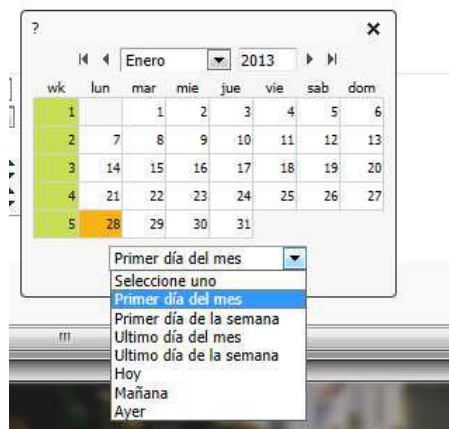 ?
Enero 2013
wk lun mar mie jue vie sab dom
1 1 2 3 4 5 6
2 7 8 9 10 11 12 13
3 14 15 16 17 18 19 20
4 21 22 23 24 25 26 27
5 28 29 30 31
Primer día del mes
Seleccione uno
Primer día del mes
Primer día de la semana
Ultimo día del mes
Ultimo día de la semana
Hoy
Mañana
Ayer